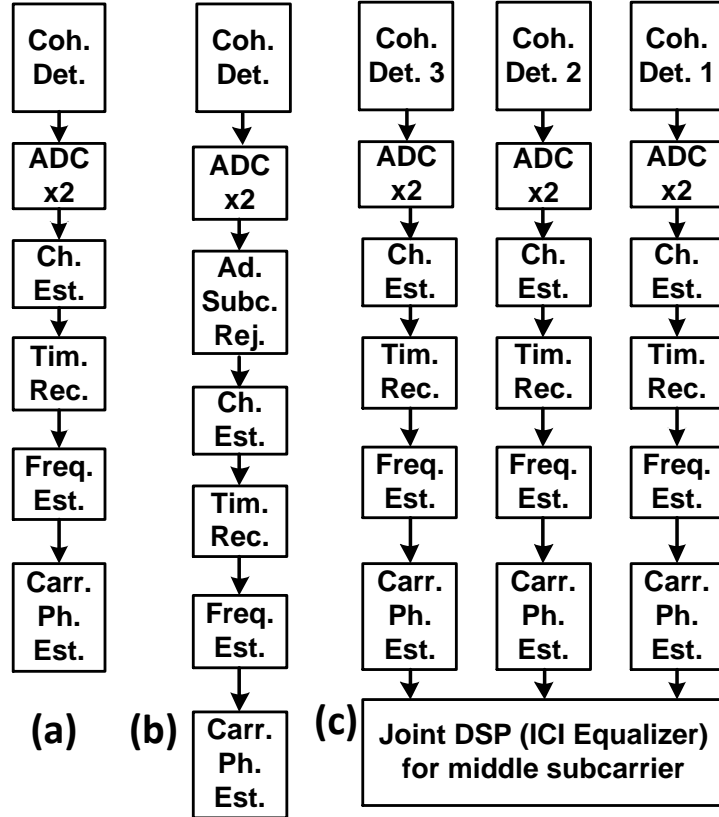 Coh.
Det.
ADC
x2
Ch.
Est.
Tim.
Rec.
Freq.
Est.
Carr.
Ph.
Est.
(a)
Coh.
Det.
ADC
x2
Ad.
Subc.
Rej.
Ch.
Est.
Tim.
Rec.
Freq.
Est.
Carr.
Ph.
Est.
(b)
Coh.
Det. 3
ADC
x2
Ch.
Est.
Tim.
Rec.
Freq.
Est.
Carr.
Ph.
Est.
Coh.
Det. 2
ADC
x2
Ch.
Est.
Tim.
Rec.
Freq.
Est.
Carr.
Ph.
Est.
Coh.
Det. 1
ADC
x2
Ch.
Est.
Tim.
Rec.
Freq.
Est.
Carr.
Ph.
Est.
(c)
Joint DSP (ICI Equalizer)
for middle subcarrier